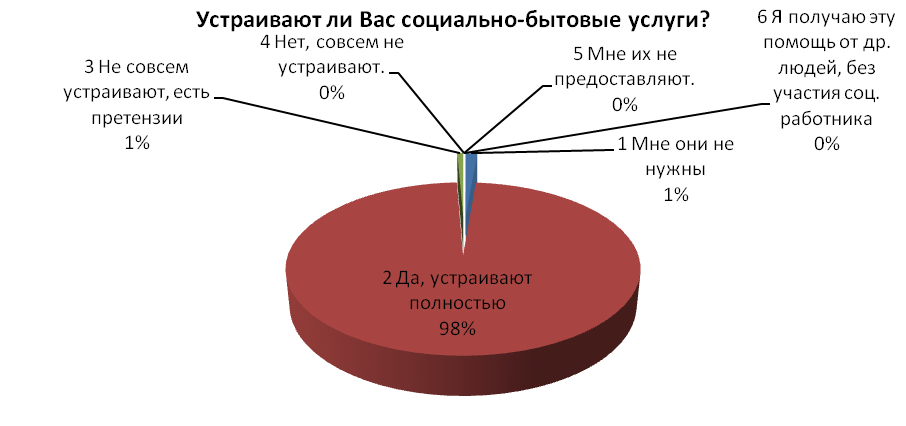 Устраивают ли Вас социально-бытовые услуги?
3 Не совсем
устраивают, есть
претензии
1%
4 Нет, совсем не
устраивают.
0%
5 Мне их не
предоставляют.
0%
6 Я получаю эту
помощь от др.
людей, без
участия соц.
работника
0%
1 Мне они не
нужны
1%
2 Да, устраивают
полностью
98%